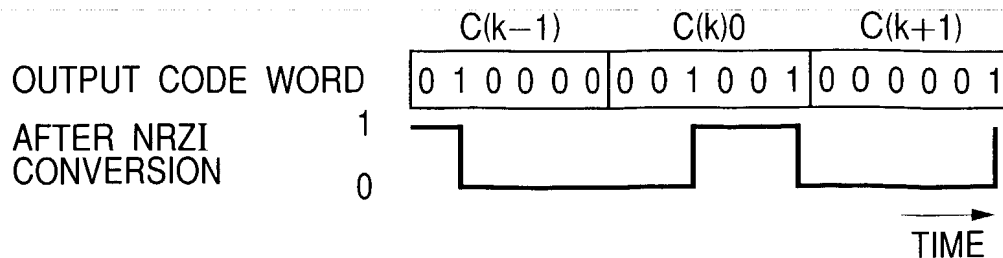 C(k−1) C(k)0 C(k+1)
OUTPUT CODE WORD 0 1 0 0 0 0 0 0 1 0 0 1 0 0 0 0 0 1
AFTER NRZI 1
CONVERSION 0
TIME